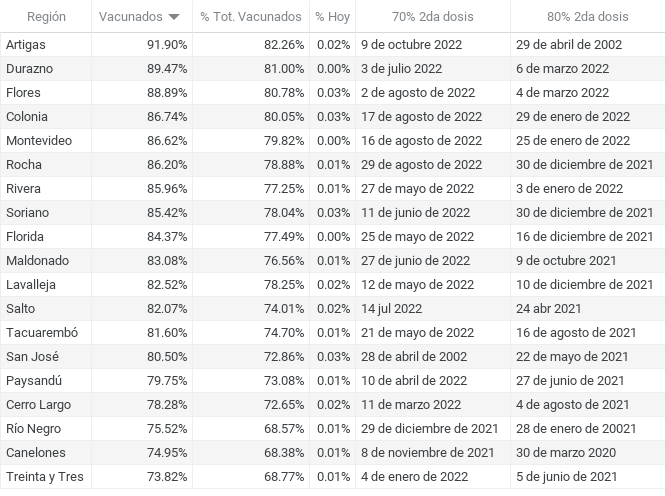 Región Vacunados % Tot. Vacunados % Hoy 70% 2da dosis 80% 2da dosis
Artigas 91.90% 82.26% 0.02% 9 de octubre 2022 29 de abril de 2002
Durazno 89.47% 81.00% 0.00% 3 de julio 2022 6 de marzo 2022
Flores 88.89% 80.78% 0.03% 2 de agosto de 2022 4 de marzo 2022
Colonia 86.74% 80.05% 0.03% 17 de agosto de 2022 29 de enero de 2022
Montevideo 86.62% 79.82% 0.00% 16 de agosto de 2022 25 de enero de 2022
Rocha 86.20% 78.88% 0.01% 29 de agosto de 2022 30 de diciembre de 2021
Rivera 85.96% 77.25% 0.01% 27 de mayo de 2022 3 de enero de 2022
Soriano 85.42% 78.04% 0.03% 11 de junio de 2022 30 de diciembre de 2021
Florida 84.37% 77.49% 0.00% 25 de mayo de 2022 16 de diciembre de 2021
Maldonado 83.08% 76.56% 0.01% 27 de junio de 2022 9 de octubre 2021
Lavalleja 82.52% 78.25% 0.02% 12 de mayo de 2022 10 de diciembre de 2021
Salto 82.07% 74.01% 0.02% 14 jul 2022 24 abr 2021
Tacuarembó 81.60% 74.70% 0.01% 21 de mayo de 2022 16 de agosto de 2021
San José 80.50% 72.86% 0.03% 28 de abril de 2002 22 de mayo de 2021
Paysandú 79.75% 73.08% 0.01% 10 de abril de 2022 27 de junio de 2021
Cerro Largo 78.28% 72.65% 0.02% 11 de marzo 2022 4 de agosto de 2021
Río Negro 75.52% 68.57% 0.01% 29 de diciembre de 2021 28 de enero de 20021
Canelones 74.95% 68.38% 0.01% 8 de noviembre de 2021 30 de marzo 2020
Treinta y Tres 73.82% 68.77% 0.01% 4 de enero de 2022 5 de junio de 2021